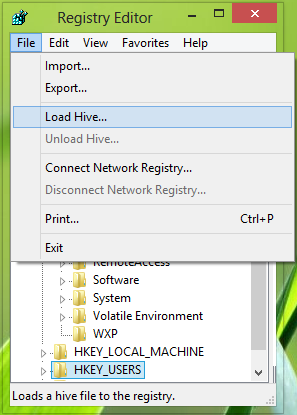 Registry Editor
File Edit View Favorites Help
Import...
Export...
Load Hive...
Unload Hive...
Connect Network Registry...
Disconnect Network Registry...
Print... Ctrl+P
Exit
RemoteAccess
Software
System
Volatile Environment
WXP
HKEY_LOCAL_MACHINE
HKEY_USERS
Loads a hive file to the registry.